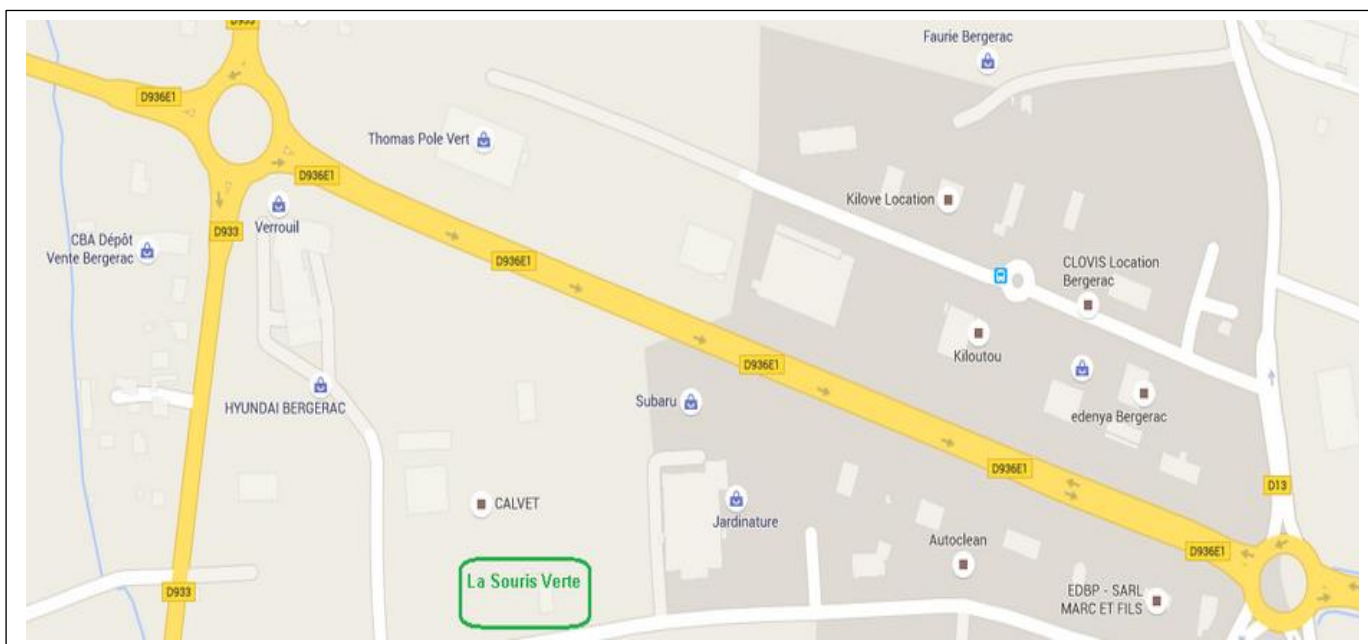 D933
Faurie Bergerac
D936E1
Thomas Pole Vert
D936E1
Kilove Location
Verrouil
D933
CBA Dépôt
Vente Bergerac
D936E1
CLOVIS Location
Bergerac
Kiloutou
D936E1
HYUNDAI BERGERAC
Subaru
edenya Bergerac
D936E1
D13
CALVET
Jardinature
Autoclean
D936E1
La Souris Verte
D933
EDBP - SARL
MARC ET FILS